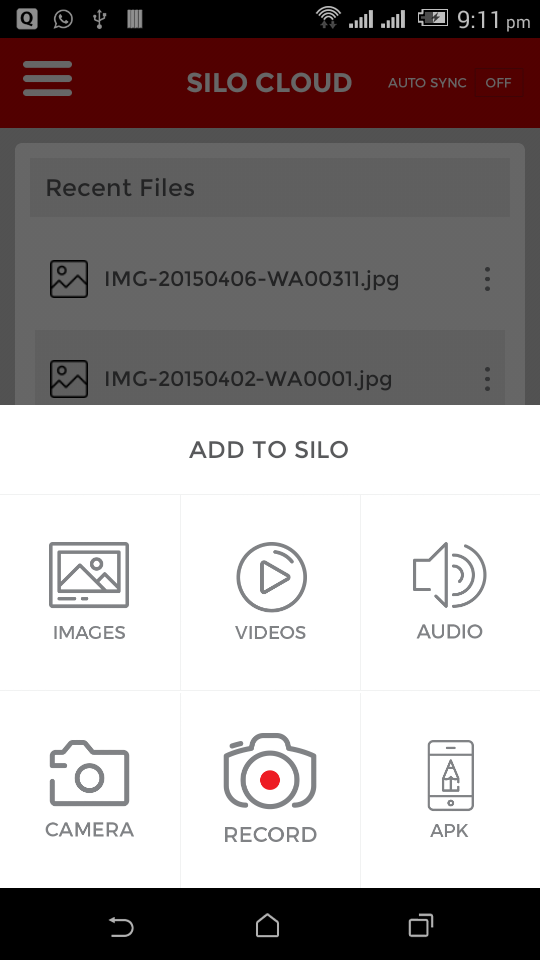 9:11 pm
SILO CLOUD AUTO SYNC OFF
Recent Files
IMG-20150406-WA00311.jpg
IMG-20150402-WA0001.jpg
ADD TO SILO
IMAGES VIDEOS AUDIO
CAMERA RECORD APK